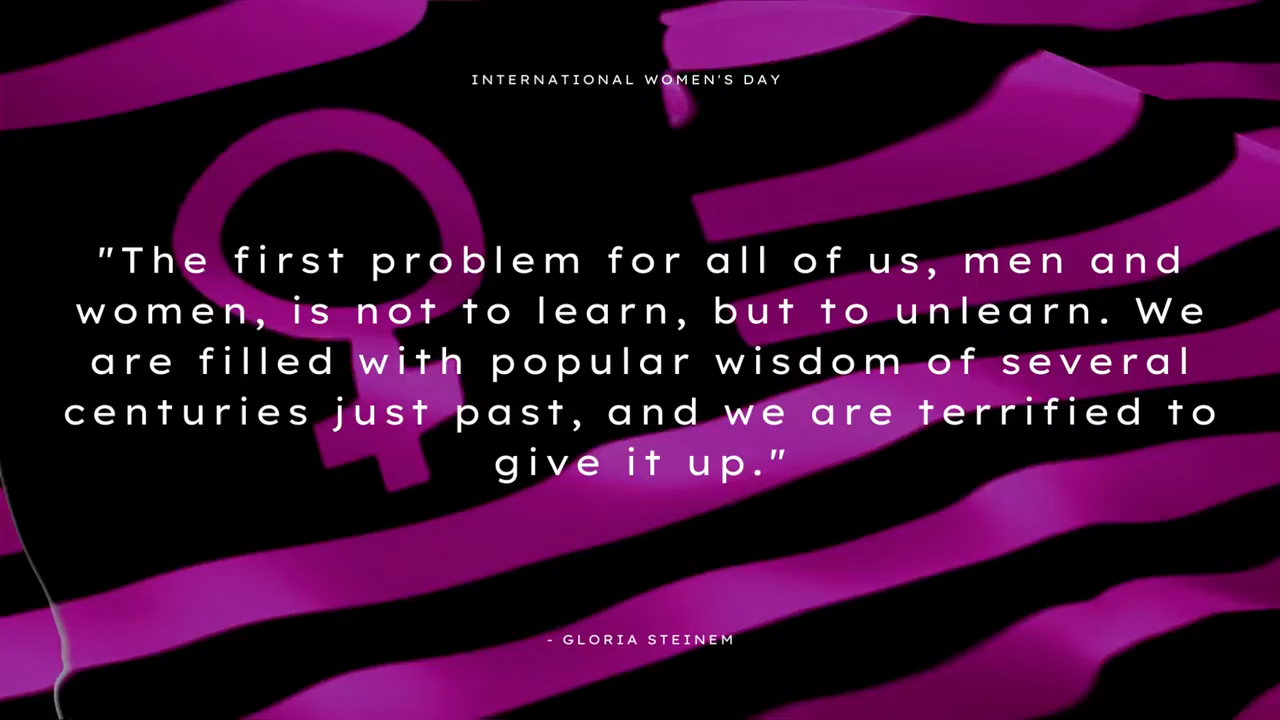 INTERNATIONAL WOMEN'S DAY
"The first problem for all of us, men and
women, is not to learn, but to unlearn. We
are filled with popular wisdom of several
centuries just past, and we are terrified to
give it up."
- GLORIA STEINEM